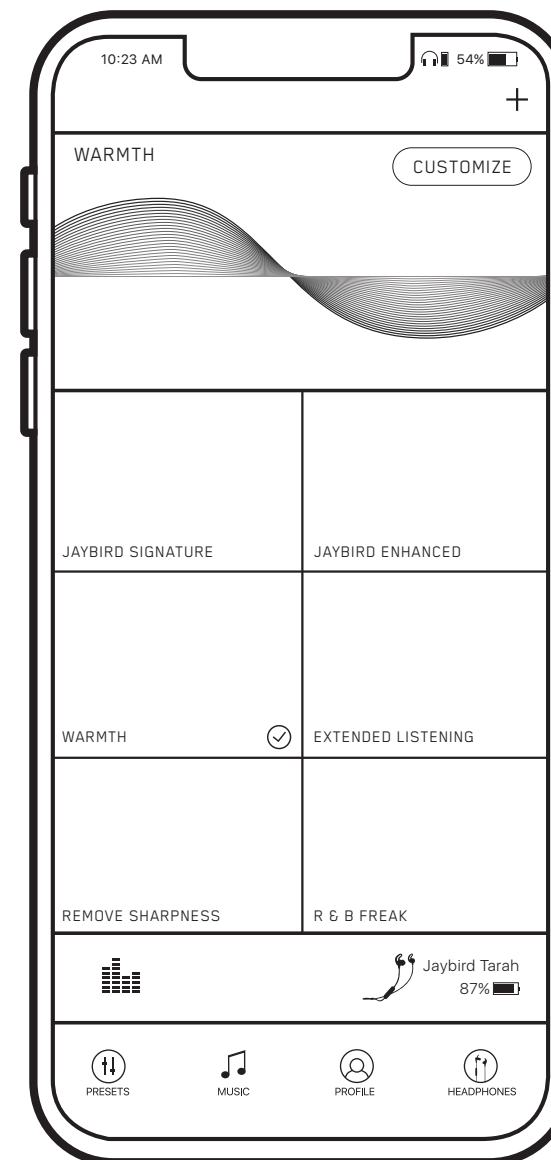 10:23 AM
54%
+
WARMTH
CUSTOMIZE
JAYBIRD SIGNATURE
JAYBIRD ENHANCED
WARMTH
EXTENDED LISTENING
REMOVE SHARPNESS
R & B FREAK
Jaybird Tarah
87%
PRESETS
MUSIC
PROFILE
HEADPHONES